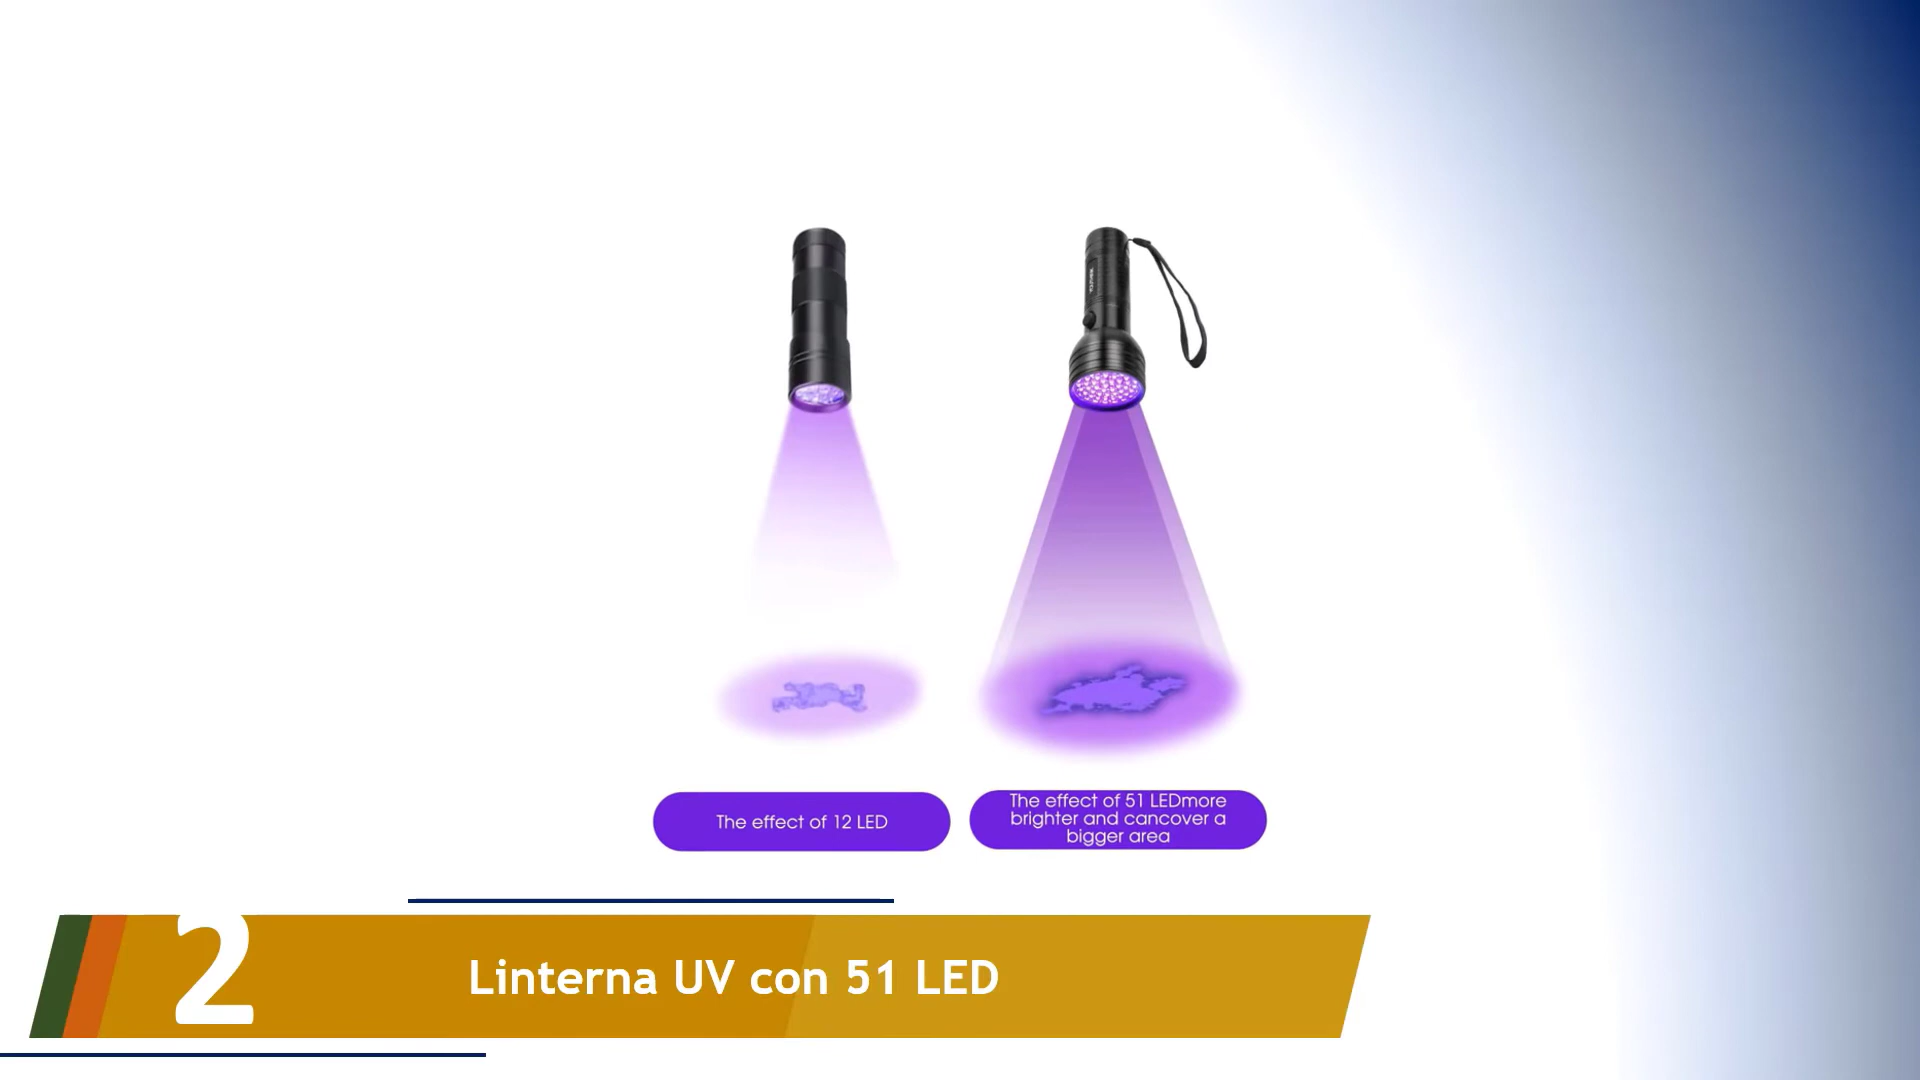 The effect of 12 LED
The effect of 51 LEDmore
brighter and cancover a
bigger area
2
Linterna UV con 51 LED